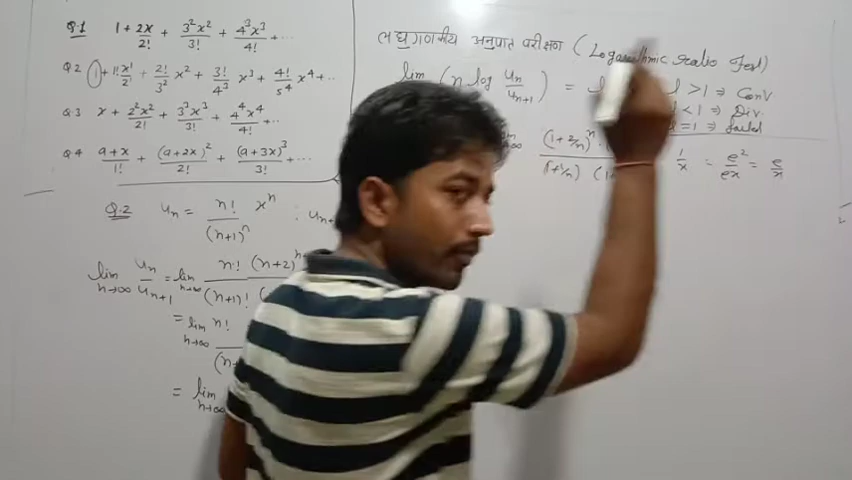 Q.1 1 + 2x/2! + 3²x²/3! + 4³x³/4! + ...
Q.2 1 + 1!x¹/2! + 2!/3² x² + 3!/4³ x³ + 4!/5⁴ x⁴ ...
Q.3 x + 2²x²/2! + 3³x³/3! + 4⁴x⁴/4! + ...
Q.4 a+x/1! + (a+2x)²/2! + (a+3x)³/3! + ...
Q.2 uₙ = n!/(n+1)ⁿ xⁿ : uₙ₊
lim n→∞ uₙ/uₙ₊₁ = lim n→∞ n! (n+2)ⁿ / (n+1)! (
= lim n→∞ n! / (n+
= lim n→∞
लघुगणकीय अनुपात परीक्षण (Logarithmic ratio Test)
lim (n log uₙ/uₙ₊₁) = l
l > 1 ⇒ Conv
l < 1 ⇒ Div.
= 1 ⇒ failed
(1+2/n)ⁿ / (1+1/n) (1 1/x = e²/ex = e/x